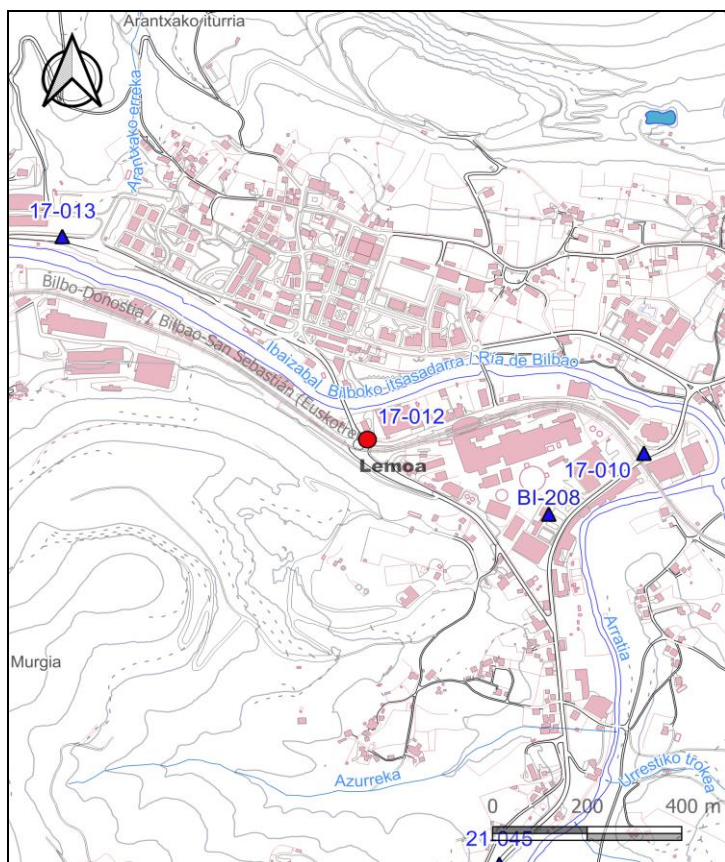 Arantxako iturria
Arantxako erreka
17-013
Bilbo-Donostia / Bilbao-San Sebastián (Euskotren)
Ibaizabal, Bilboko itsasadarra / Ría de Bilbao
17-012
Lemoa
17-010
BI-208
Arratia
Murgia
Azurreka
Urrestiko trokea
0 200 400 m
21-045